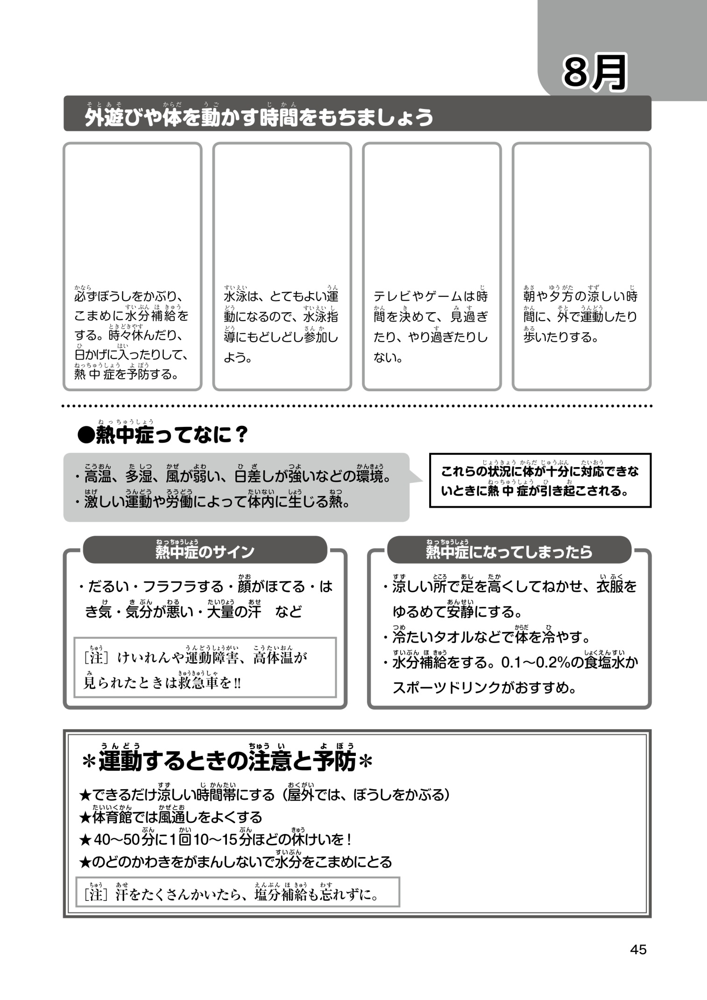 8月
外遊びや体を動かす時間をもちましょう
必ずぼうしをかぶり、
こまめに水分補給を
する。時々休んだり、
日かげに入ったりして、
熱中症を予防する。
水泳は、とてもよい運
動になるので、水泳指
導にもどしどし参加し
よう。
テレビやゲームは時
間を決めて、見過ぎ
たり、やり過ぎたりし
ない。
朝や夕方の涼しい時
間に、外で運動したり
歩いたりする。
●熱中症ってなに？
・高温、多湿、風が弱い、日差しが強いなどの環境。
・激しい運動や労働によって体内に生じる熱。
これらの状況に体が十分に対応できな
いときに熱中症が引き起こされる。
熱中症のサイン
・だるい・フラフラする・顔がほてる・は
き気・気分が悪い・大量の汗　など
［注］けいれんや運動障害、高体温が
見られたときは救急車を!!
熱中症になってしまったら
・涼しい所で足を高くしてねかせ、衣服を
ゆるめて安静にする。
・冷たいタオルなどで体を冷やす。
・水分補給をする。0.1〜0.2%の食塩水か
スポーツドリンクがおすすめ。
＊運動するときの注意と予防＊
★できるだけ涼しい時間帯にする（屋外では、ぼうしをかぶる）
★体育館では風通しをよくする
★40〜50分に1回10〜15分ほどの休けいを！
★のどのかわきをがまんしないで水分をこまめにとる
［注］汗をたくさんかいたら、塩分補給も忘れずに。
45